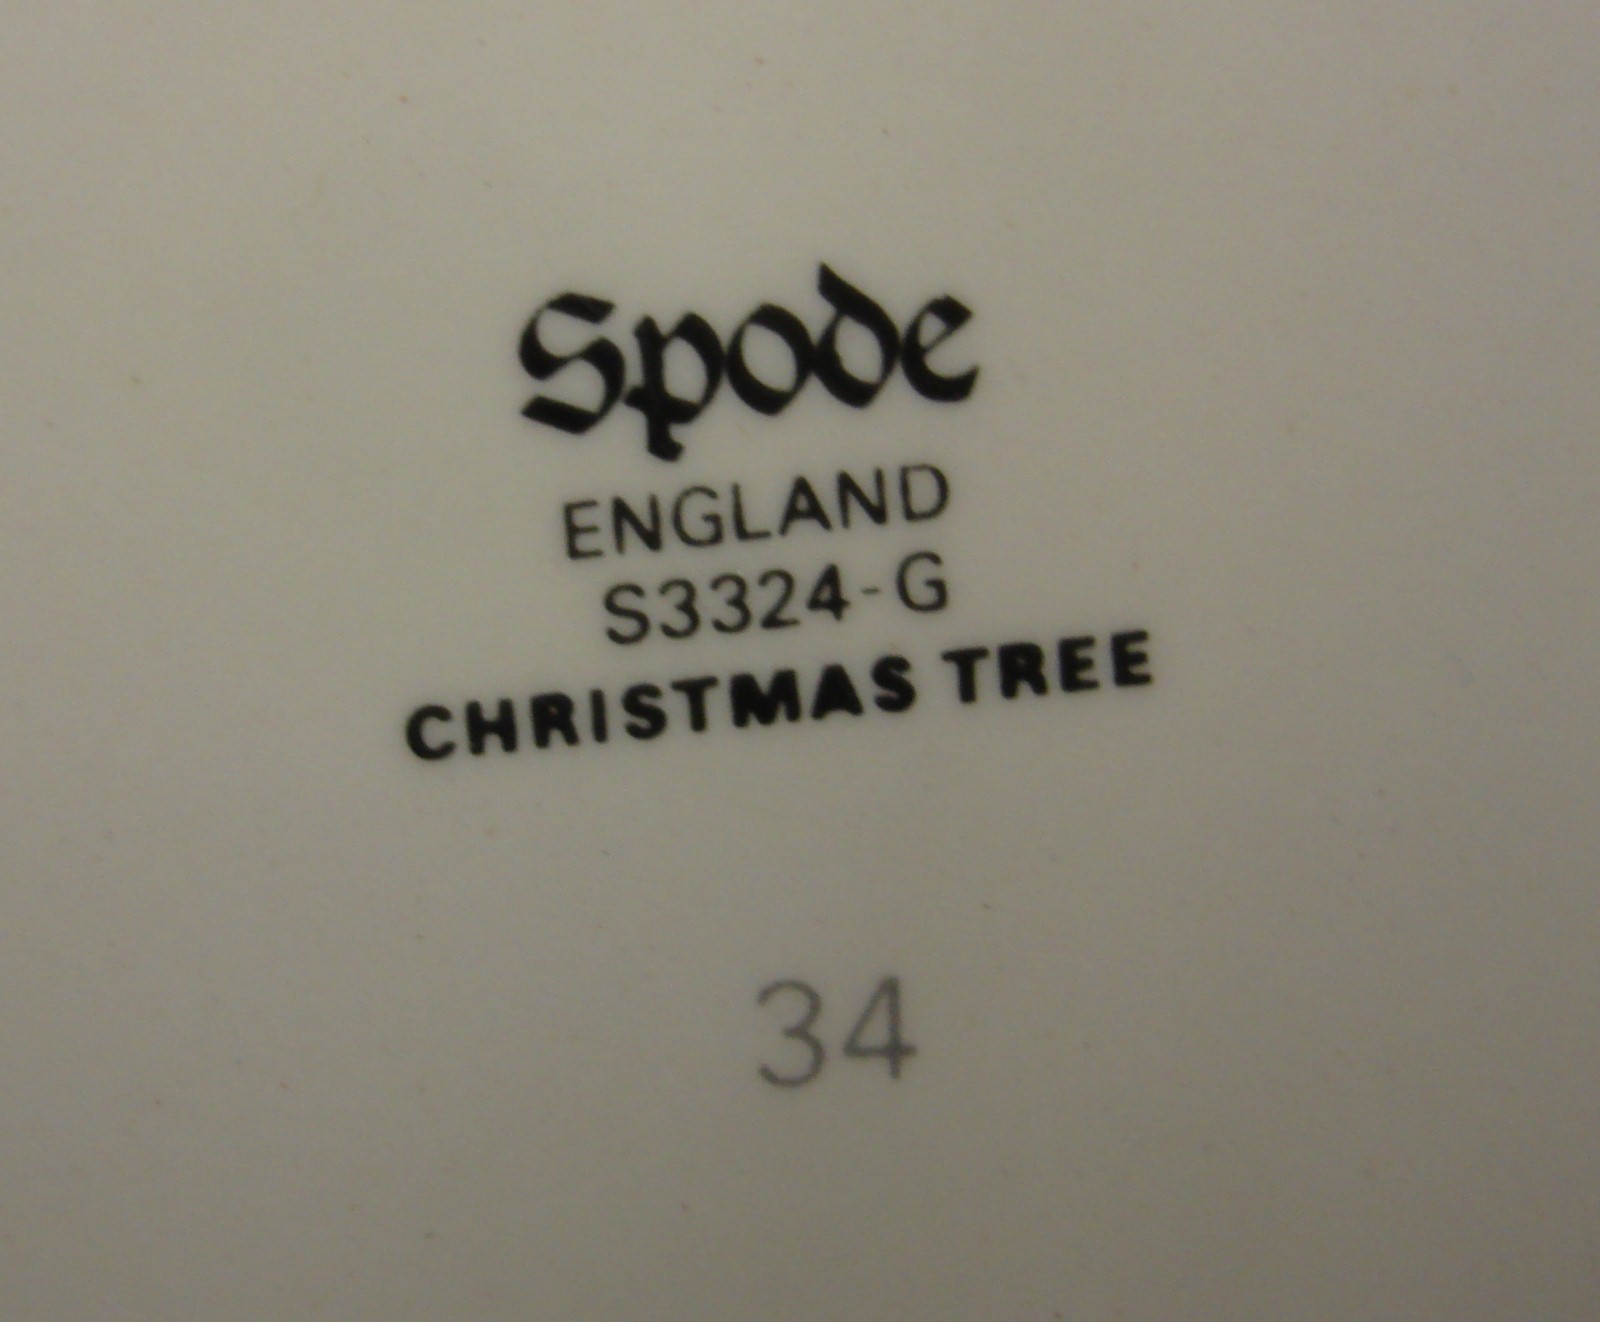 Spode
ENGLAND
S3324-G
CHRISTMAS TREE
34